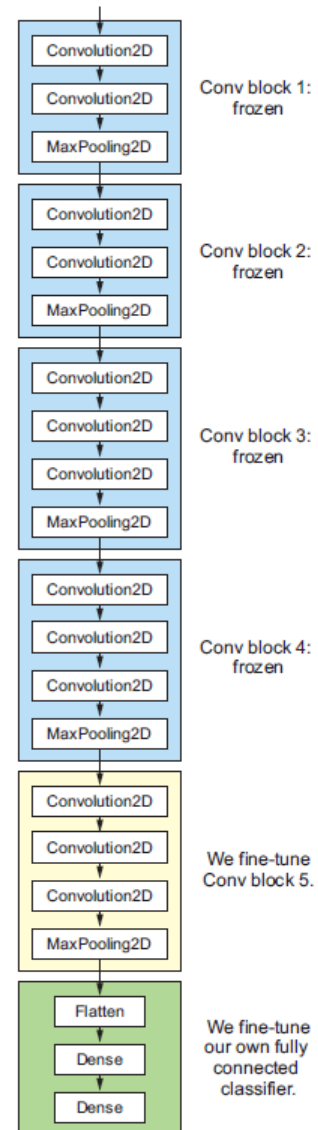 Convolution2D
Convolution2D
MaxPooling2D
Conv block 1:
frozen
Convolution2D
Convolution2D
MaxPooling2D
Conv block 2:
frozen
Convolution2D
Convolution2D
Convolution2D
MaxPooling2D
Conv block 3:
frozen
Convolution2D
Convolution2D
Convolution2D
MaxPooling2D
Conv block 4:
frozen
Convolution2D
Convolution2D
Convolution2D
MaxPooling2D
We fine-tune
Conv block 5.
Flatten
Dense
Dense
We fine-tune
our own fully
connected
classifier.